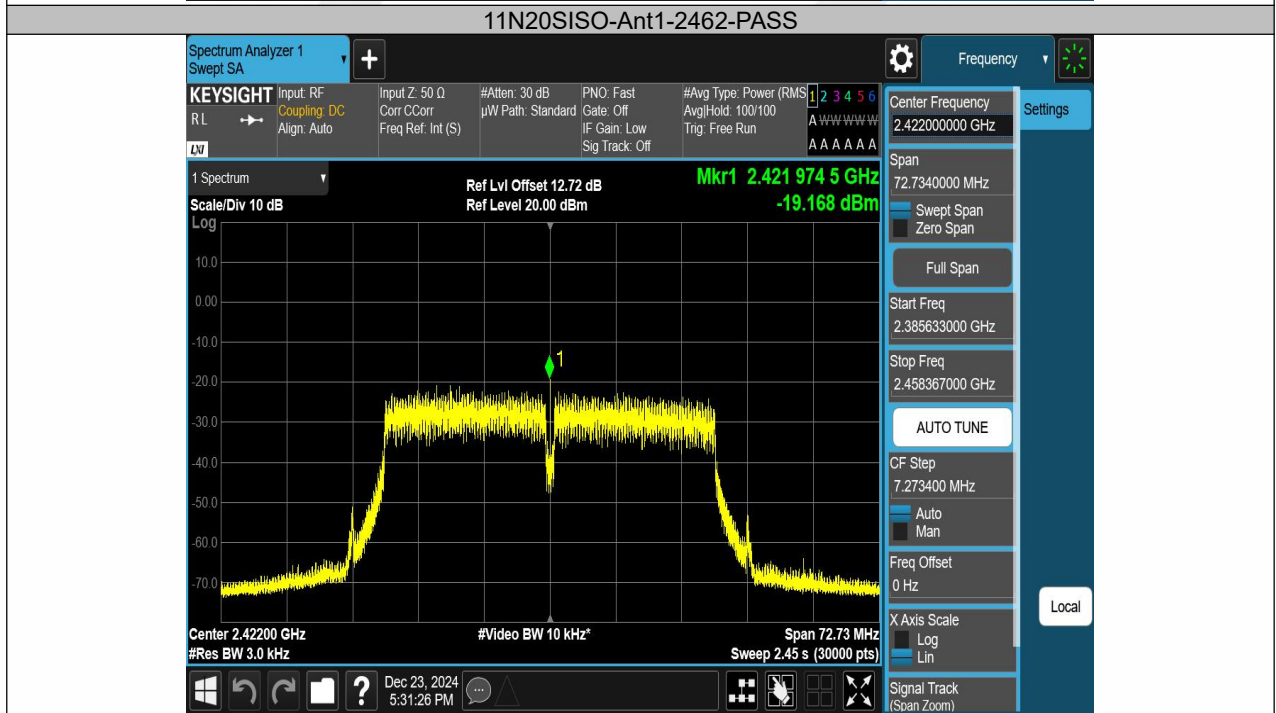 11N20SISO-Ant1-2462-PASS
Spectrum Analyzer 1
Swept SA
+
Frequency
KEYSIGHT
RL
LXI
Input: RF
Coupling: DC
Align: Auto
Input Z: 50 Ω
Corr CCorr
Freq Ref: Int (S)
#Atten: 30 dB
µW Path: Standard
PNO: Fast
Gate: Off
IF Gain: Low
Sig Track: Off
#Avg Type: Power (RMS
Avg|Hold: 100/100
Trig: Free Run
1 2 3 4 5 6
A W W W W W
A A A A A A
1 Spectrum
Scale/Div 10 dB
Log
Ref Lvl Offset 12.72 dB
Ref Level 20.00 dBm
Mkr1 2.421 974 5 GHz
-19.168 dBm
10.0
0.00
-10.0
-20.0
-30.0
-40.0
-50.0
-60.0
-70.0
1
Center 2.42200 GHz
#Res BW 3.0 kHz
#Video BW 10 kHz*
Span 72.73 MHz
Sweep 2.45 s (30000 pts)
Center Frequency
2.422000000 GHz
Span
72.7340000 MHz
Swept Span
Zero Span
Full Span
Start Freq
2.385633000 GHz
Stop Freq
2.458367000 GHz
AUTO TUNE
CF Step
7.273400 MHz
Auto
Man
Freq Offset
0 Hz
X Axis Scale
Log
Lin
Signal Track
(Span Zoom)
Settings
Local
?
Dec 23, 2024
5:31:26 PM